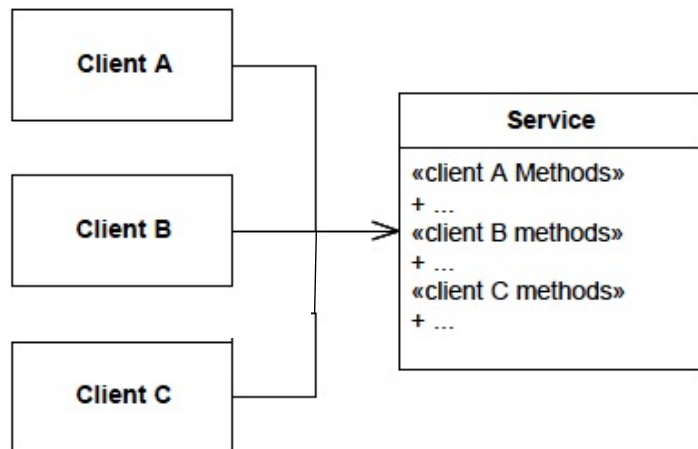 Client A
Client B
Client C
Service
«client A Methods»
+ ...
«client B methods»
+ ...
«client C methods»
+ ...